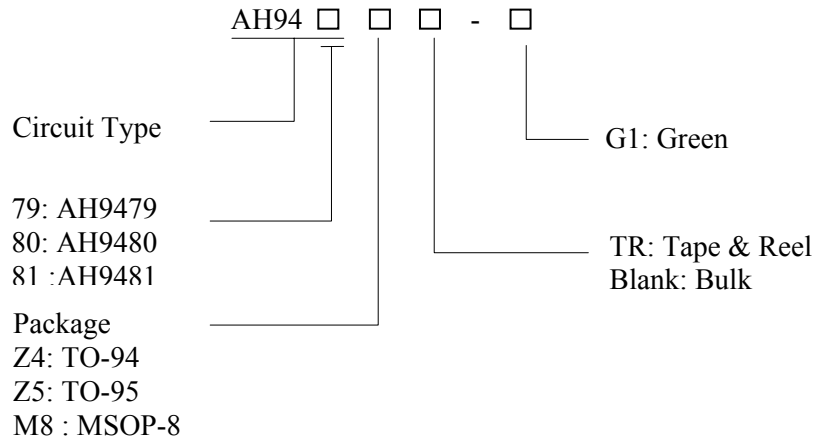 AH94 □ □ □ - □
Circuit Type
G1: Green
79: AH9479
80: AH9480
81 :AH9481
TR: Tape & Reel
Blank: Bulk
Package
Z4: TO-94
Z5: TO-95
M8 : MSOP-8